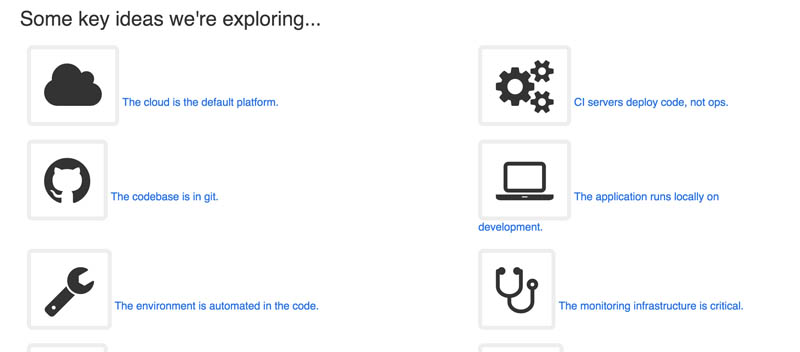 Some key ideas we're exploring...
The cloud is the default platform.
CI servers deploy code, not ops.
The codebase is in git.
The application runs locally on
development.
The environment is automated in the code.
The monitoring infrastructure is critical.